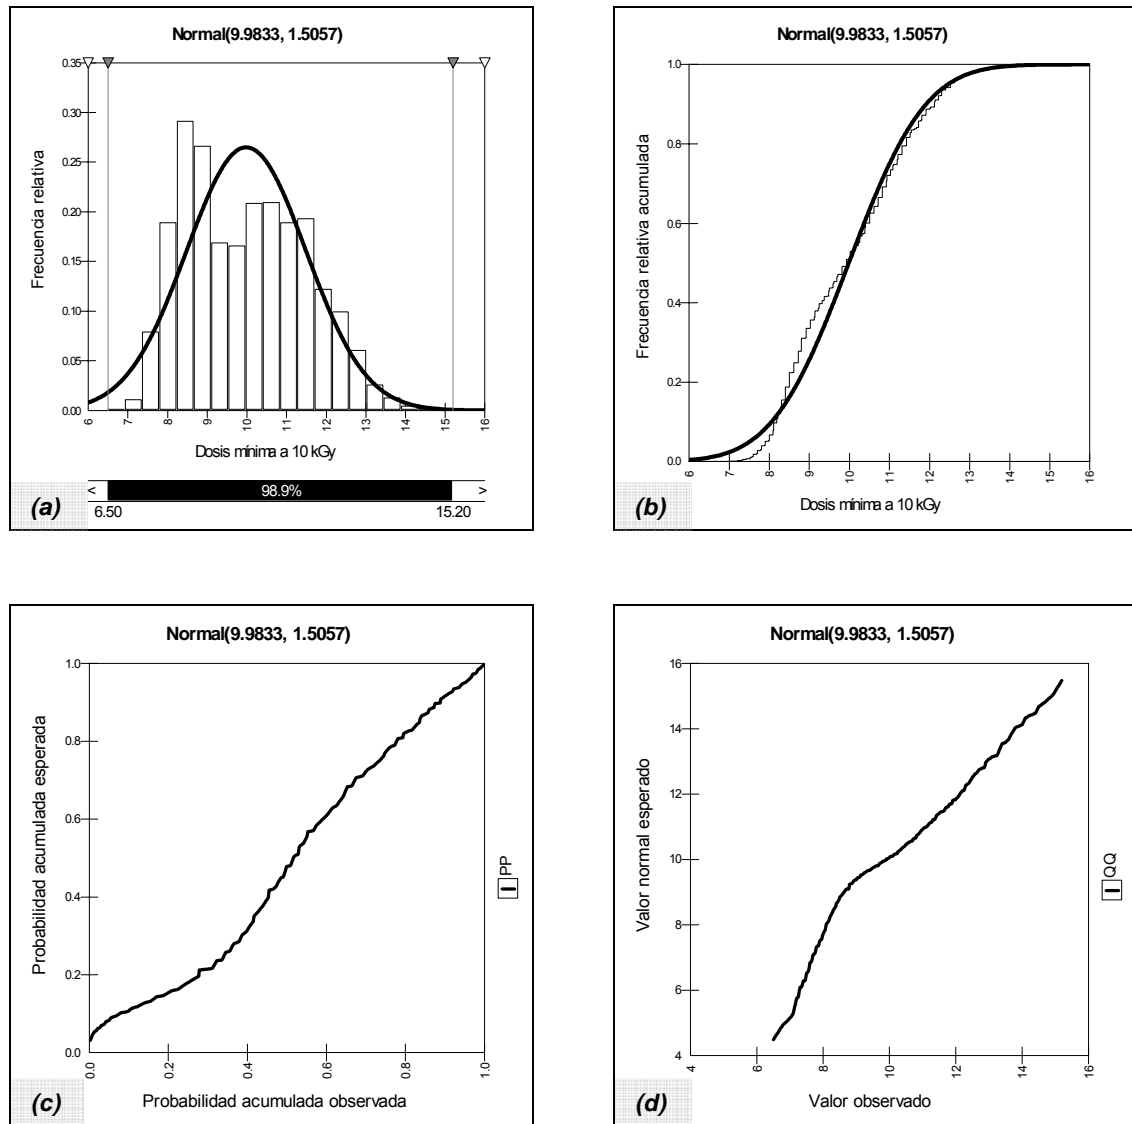 Normal(9.9833, 1.5057)
0.35
0.30
0.25
0.20
0.15
0.10
0.05
0.00
Frecuencia relativa
6 7 8 9 10 11 12 13 14 15 16
Dosis mínima a 10 kGy
< 98.9% >
6.50 15.20
(a)
Normal(9.9833, 1.5057)
1.0
0.8
0.6
0.4
0.2
0.0
Frecuencia relativa acumulada
6 7 8 9 10 11 12 13 14 15 16
Dosis mínima a 10 kGy
(b)
Normal(9.9833, 1.5057)
1.0
0.8
0.6
0.4
0.2
0.0
Probabilidad acumulada esperada
0.0 0.2 0.4 0.6 0.8 1.0
Probabilidad acumulada observada
PP
(c)
Normal(9.9833, 1.5057)
16
14
12
10
8
6
4
Valor normal esperado
4 6 8 10 12 14 16
Valor observado
QQ
(d)